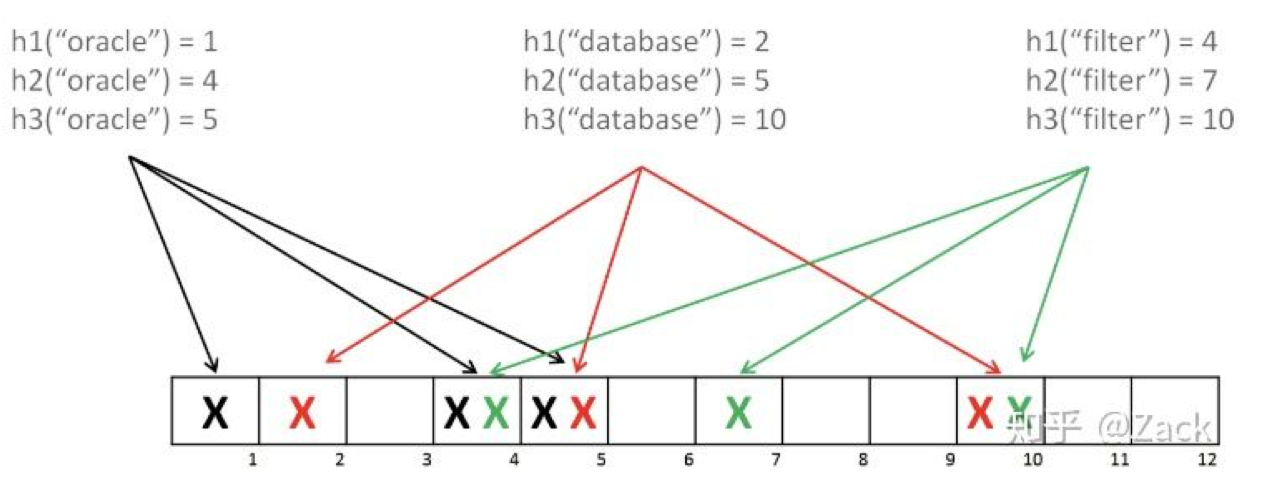 h1(“oracle”) = 1
h2(“oracle”) = 4
h3(“oracle”) = 5
h1(“database”) = 2
h2(“database”) = 5
h3(“database”) = 10
h1(“filter”) = 4
h2(“filter”) = 7
h3(“filter”) = 10
X X X X X X X X X
1 2 3 4 5 6 7 8 9 10 11 12
知乎 @Zack